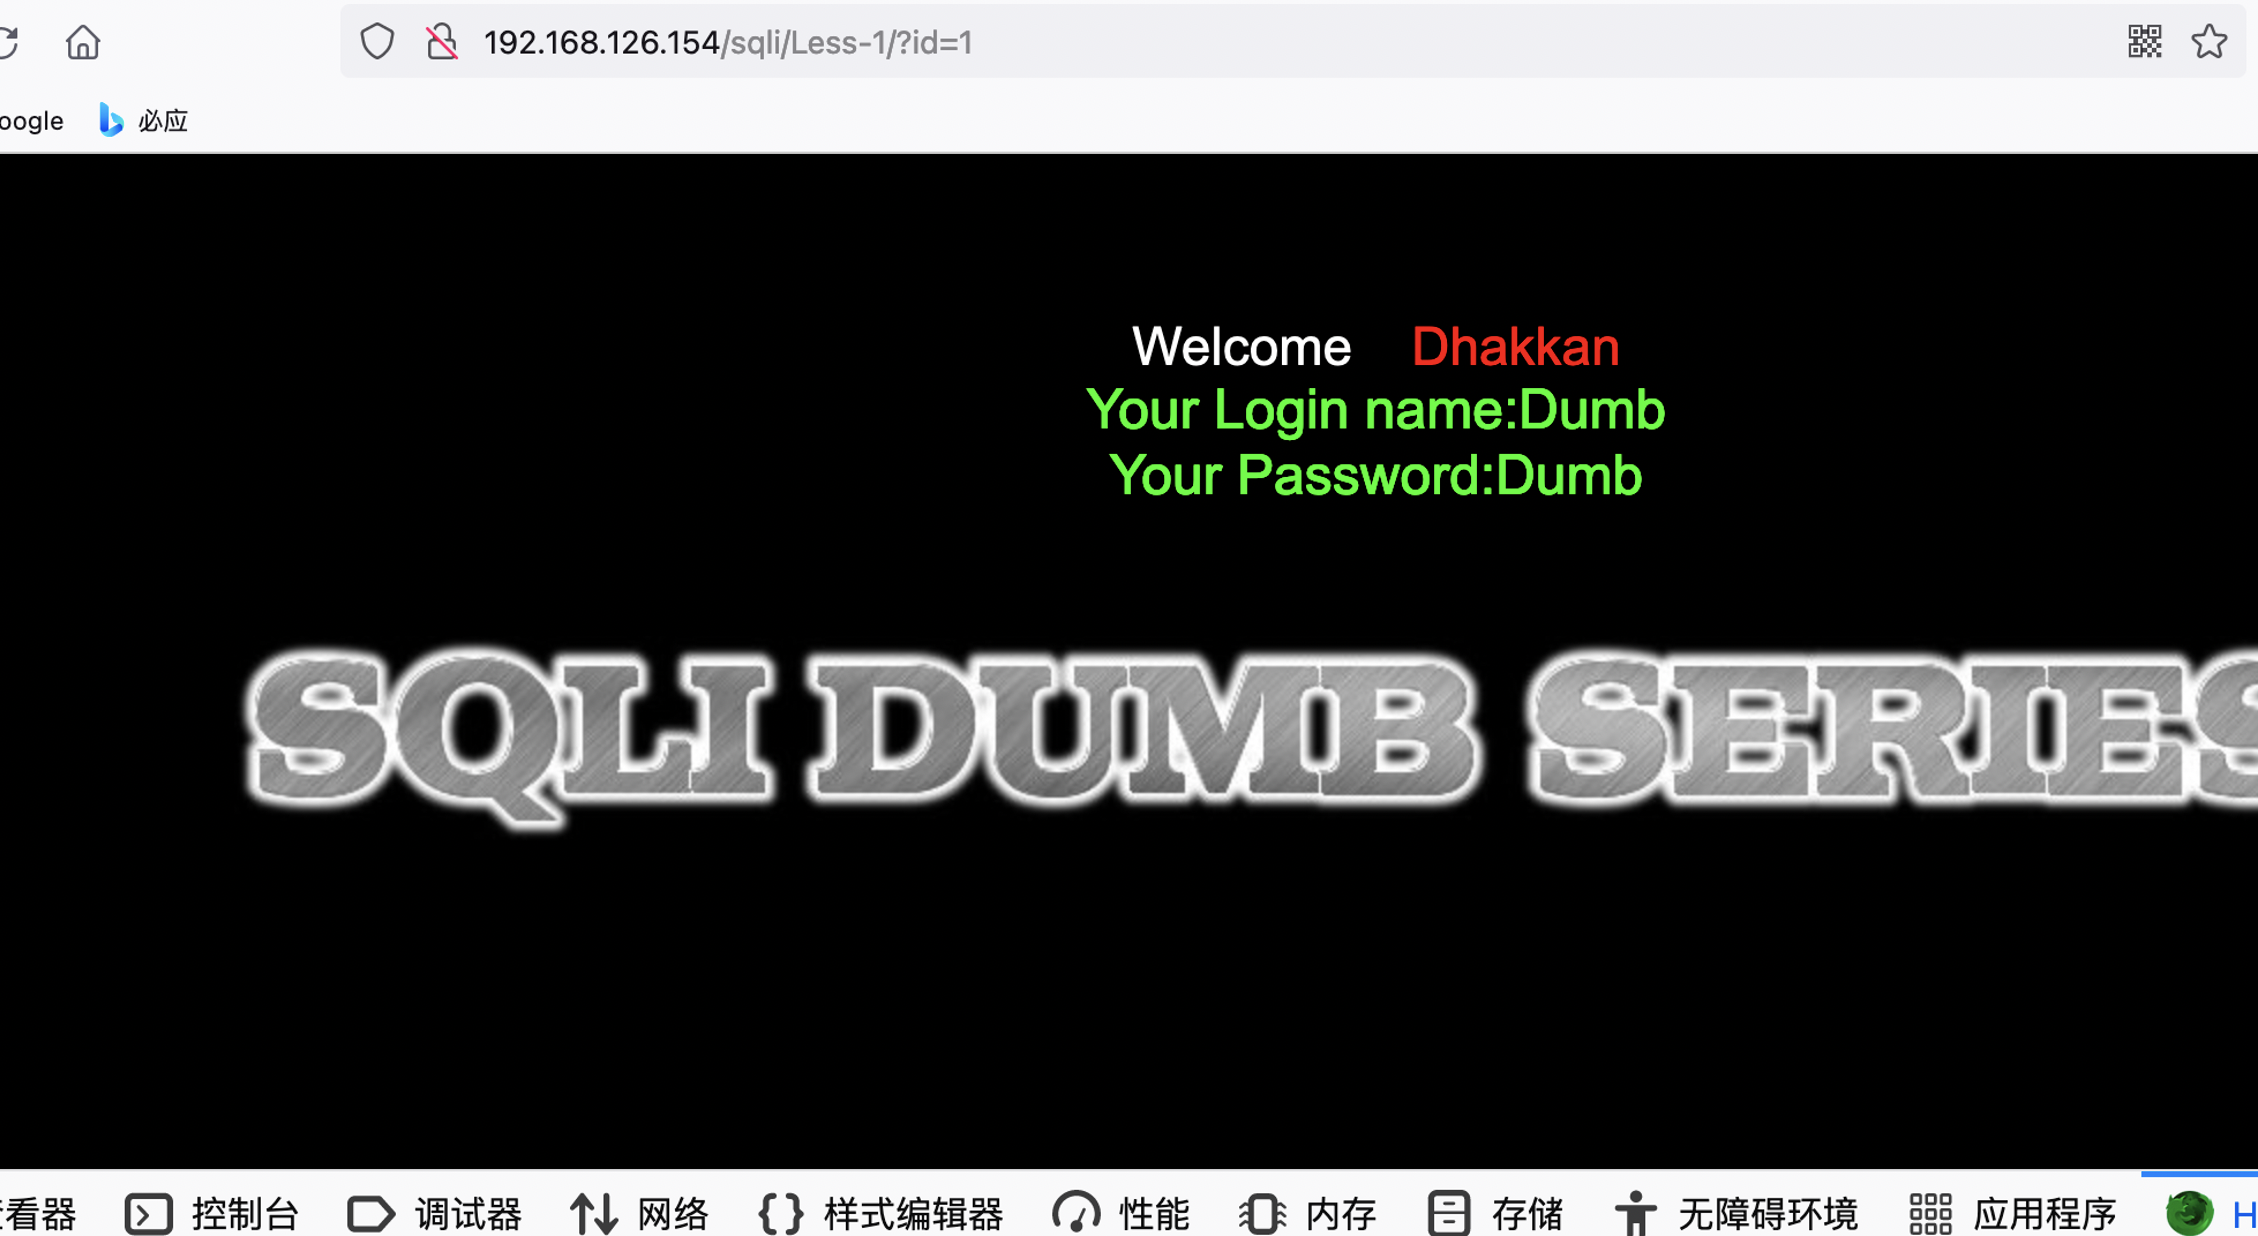 192.168.126.154/sqli/Less-1/?id=1
oogle 必应
Welcome Dhakkan
Your Login name:Dumb
Your Password:Dumb
SQLI DUMB SERIES
看器 控制台 调试器 网络 样式编辑器 性能 内存 存储 无障碍环境 应用程序 H